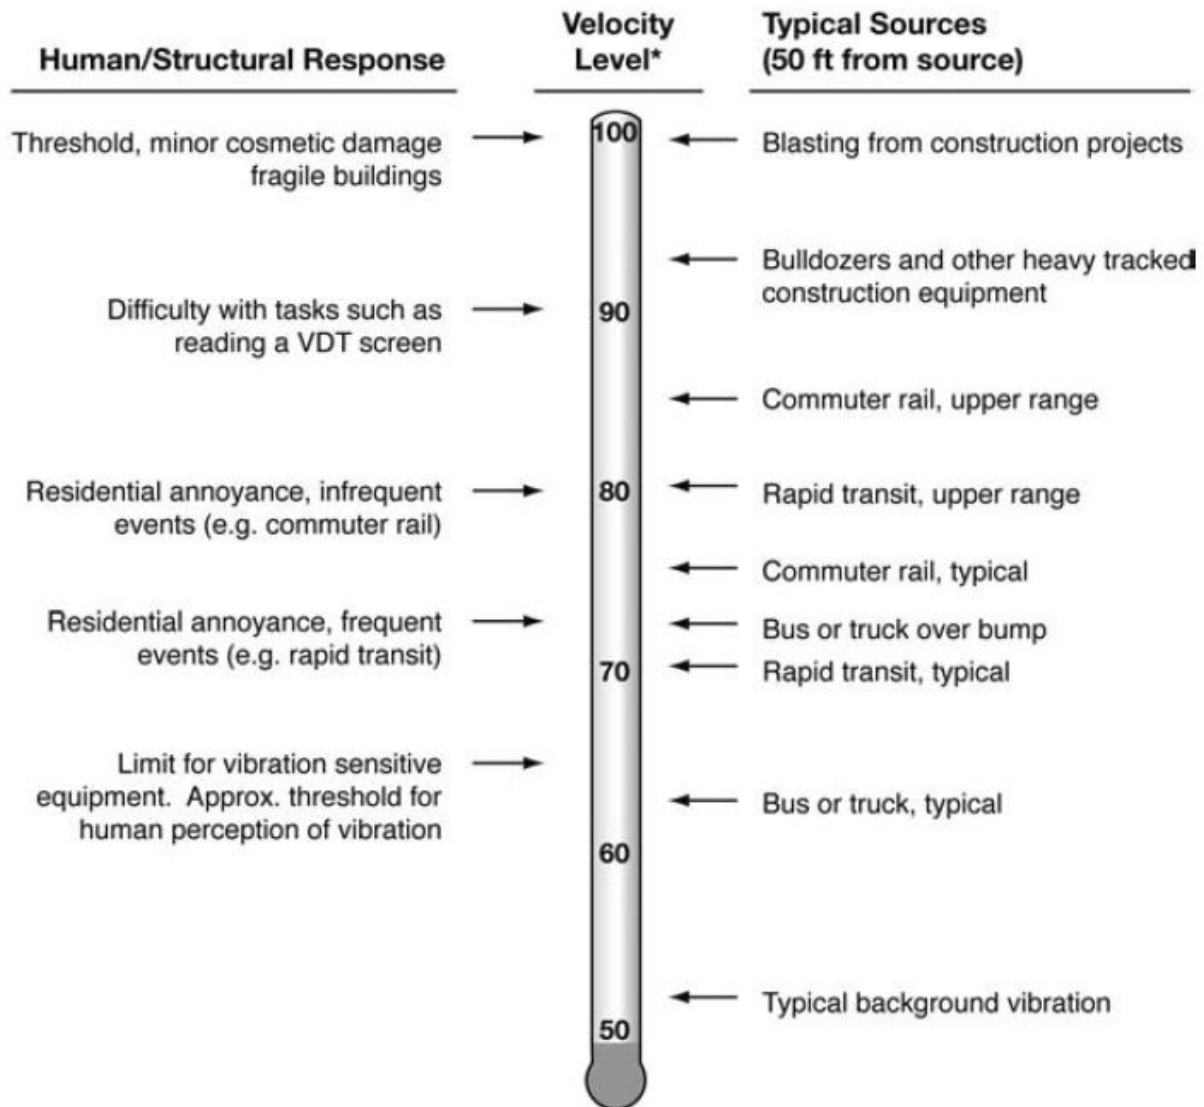 Human/Structural Response
Velocity
Level*
Typical Sources
(50 ft from source)
Threshold, minor cosmetic damage
fragile buildings
100
Blasting from construction projects
Bulldozers and other heavy tracked
construction equipment
Difficulty with tasks such as
reading a VDT screen
90
Commuter rail, upper range
Residential annoyance, infrequent
events (e.g. commuter rail)
80
Rapid transit, upper range
Commuter rail, typical
Residential annoyance, frequent
events (e.g. rapid transit)
Bus or truck over bump
70
Rapid transit, typical
Limit for vibration sensitive
equipment. Approx. threshold for
human perception of vibration
Bus or truck, typical
60
Typical background vibration
50